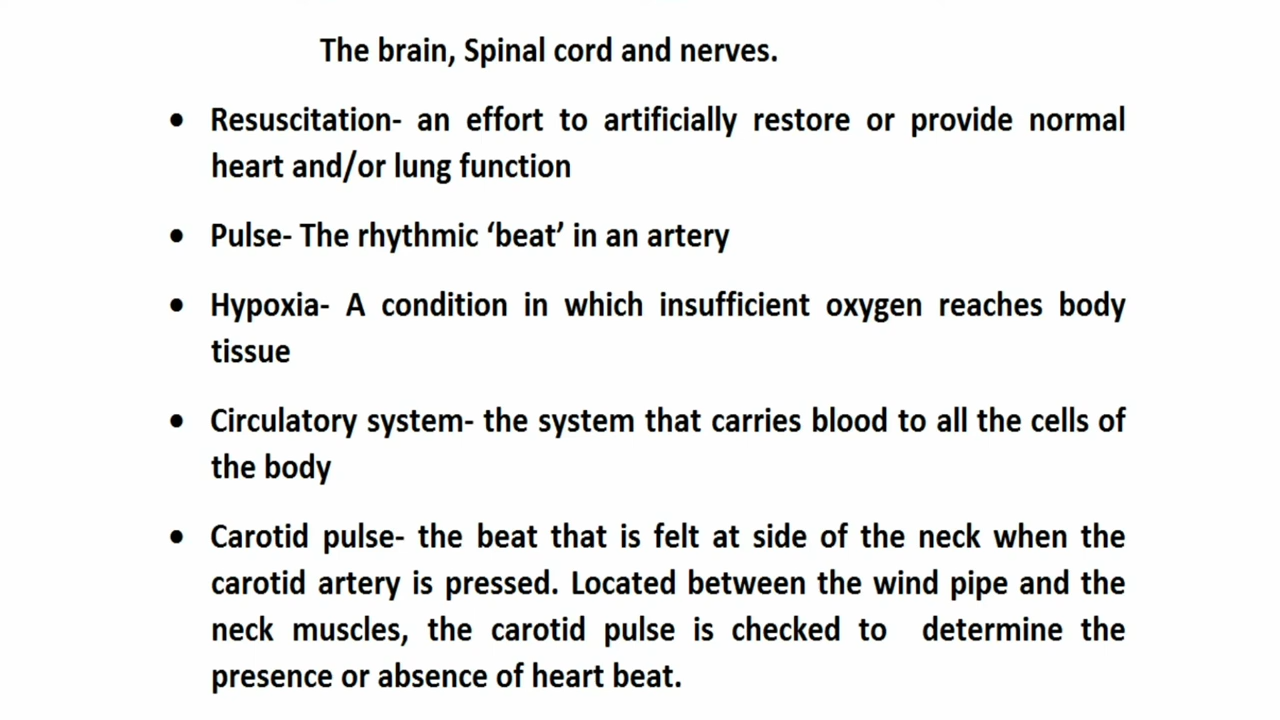 The brain, Spinal cord and nerves.
• Resuscitation- an effort to artificially restore or provide normal
heart and/or lung function
• Pulse- The rhythmic ‘beat’ in an artery
• Hypoxia- A condition in which insufficient oxygen reaches body
tissue
• Circulatory system- the system that carries blood to all the cells of
the body
• Carotid pulse- the beat that is felt at side of the neck when the
carotid artery is pressed. Located between the wind pipe and the
neck muscles, the carotid pulse is checked to determine the
presence or absence of heart beat.